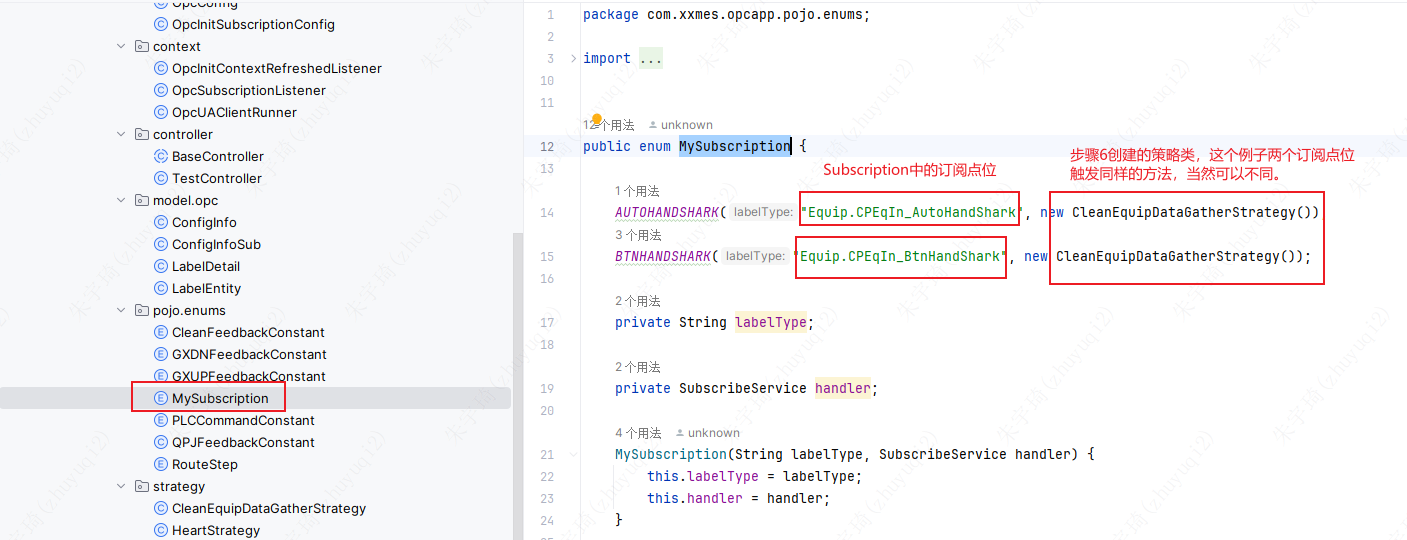 OpcConfig
OpcInitSubscriptionConfig
context
OpcInitContextRefreshedListener
OpcSubscriptionListener
OpcUAClientRunner
controller
BaseController
TestController
model.opc
ConfigInfo
ConfigInfoSub
LabelDetail
LabelEntity
pojo.enums
CleanFeedbackConstant
GXDNFeedbackConstant
GXUPFeedbackConstant
MySubscription
PLCCommandConstant
QPJFeedbackConstant
RouteStep
strategy
CleanEquipDataGatherStrategy
HeartStrategy
1 package com.xxmes.opcapp.pojo.enums;
2
3 import ...
10
11
12个用法 unknown
12 public enum MySubscription {
13
Subscription中的订阅点位
步骤6创建的策略类，这个例子两个订阅点位
触发同样的方法，当然可以不同。
1个用法
14 AUTOHANDSHARK( labelType: "Equip.CPEqIn_AutoHandShark", new CleanEquipDataGatherStrategy())
3个用法
15 BTNHANDSHARK( labelType: "Equip.CPEqIn_BtnHandShark", new CleanEquipDataGatherStrategy());
16
2个用法
17 private String labelType;
18
2个用法
19 private SubscribeService handler;
20
4个用法 unknown
21 MySubscription(String labelType, SubscribeService handler) {
22 this.labelType = labelType;
23 this.handler = handler;
24 }
朱宇琦(zhuyuqi2)